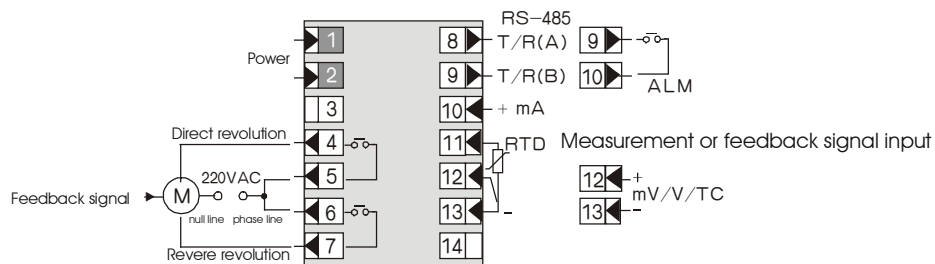 RS-485
1 8 T/R(A) 9
Power
2 9 T/R(B) 10 ALM
3 10 + mA
Direct revolution 4 11 RTD Measurement or feedback signal input
220VAC 5 12 12 + mV/V/TC
Feedback signal M
null line phase line 6 13 - 13 -
Revere revolution 7 14